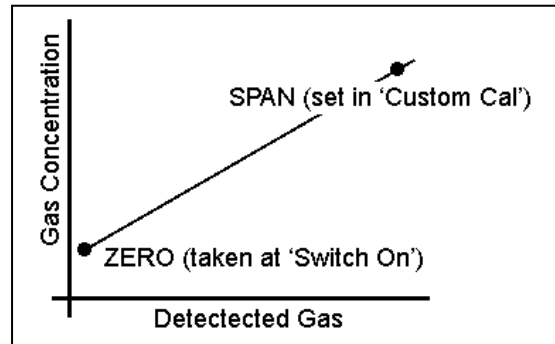 Gas Concentration
SPAN (set in ‘Custom Cal’)
ZERO (taken at ‘Switch On’)
Detectected Gas